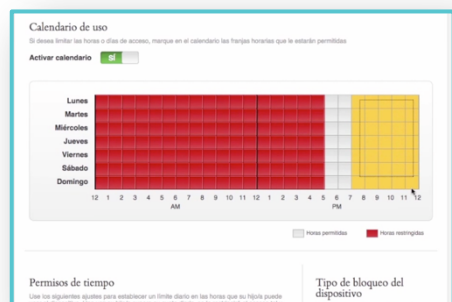 Calendario de uso
Si desea limitar las horas o días de acceso, marque en el calendario las franjas horarias que le estarán permitidas
Activar calendario SÍ
Lunes
Martes
Miércoles
Jueves
Viernes
Sábado
Domingo
12 1 2 3 4 5 6 7 8 9 10 11 12 1 2 3 4 5 6 7 8 9 10 11 12
AM PM
Horas permitidas Horas restringidas
Permisos de tiempo
Use los siguientes ajustes para establecer un límite diario en las horas que su hijo/a puede
Tipo de bloqueo del
dispositivo